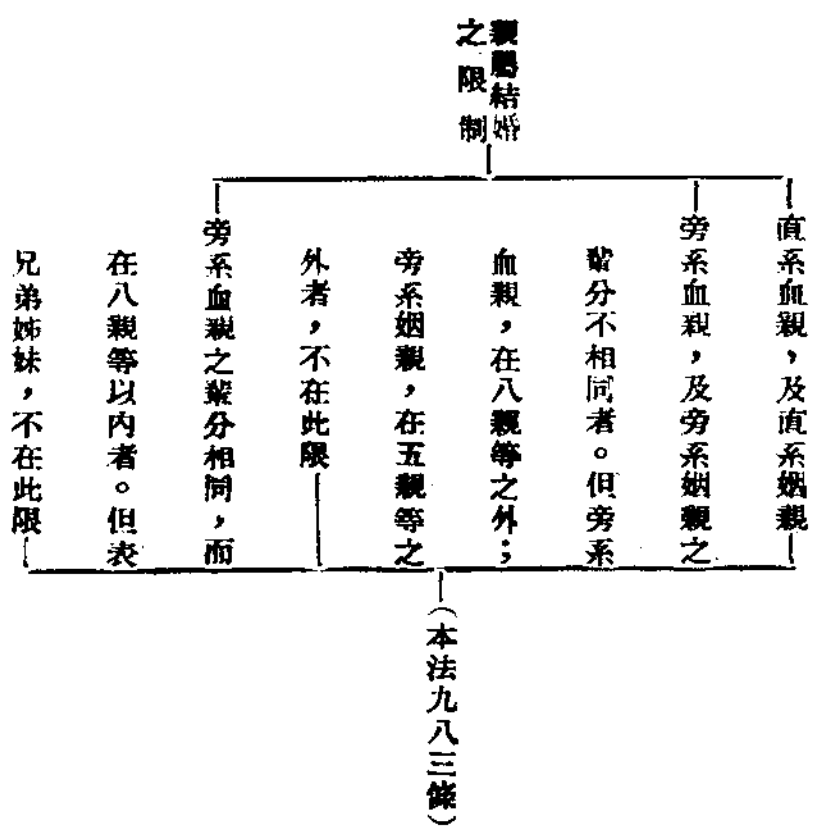 親屬結婚
之限制
直系血親，及直系姻親
旁系血親，及旁系姻親之
輩分不相同者。但旁系
血親，在八親等之外；
旁系姻親，在五親等之
外者，不在此限
旁系血親之輩分相同，而
在八親等以內者。但表
兄弟姊妹，不在此限
（本法九八三條）